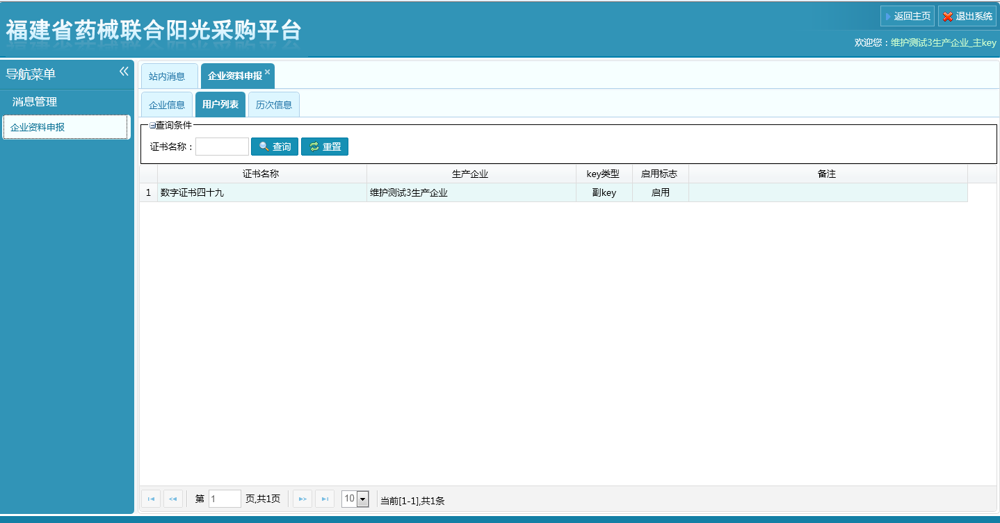 返回主页 退出系统
福建省药械联合阳光采购平台
欢迎您：维护测试3生产企业_主key
导航菜单
消息管理
企业资料申报
站内消息 企业资料申报
企业信息 用户列表 历次信息
查询条件
证书名称： 查询 重置
证书名称 生产企业 key类型 启用标志 备注
1 数字证书四十九 维护测试3生产企业 副key 启用
第 1 页,共1页 10 当前[1-1],共1条